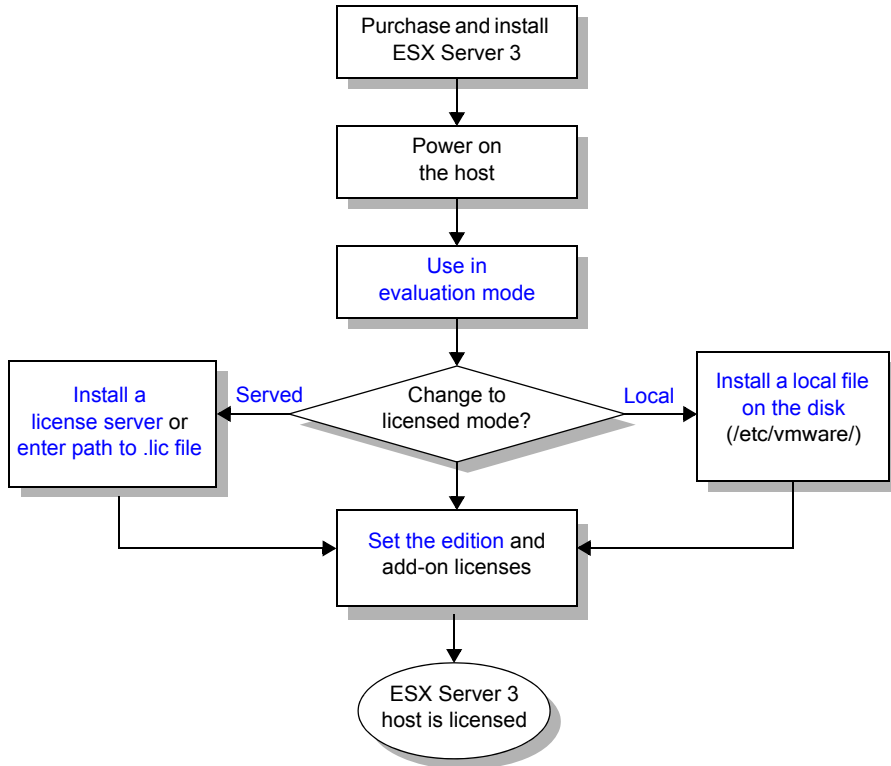 Purchase and install
ESX Server 3
Power on
the host
Use in
evaluation mode
Install a
license server or
enter path to .lic file
Served
Change to
licensed mode?
Local
Install a local file
on the disk
(/etc/vmware/)
Set the edition and
add-on licenses
ESX Server 3
host is licensed